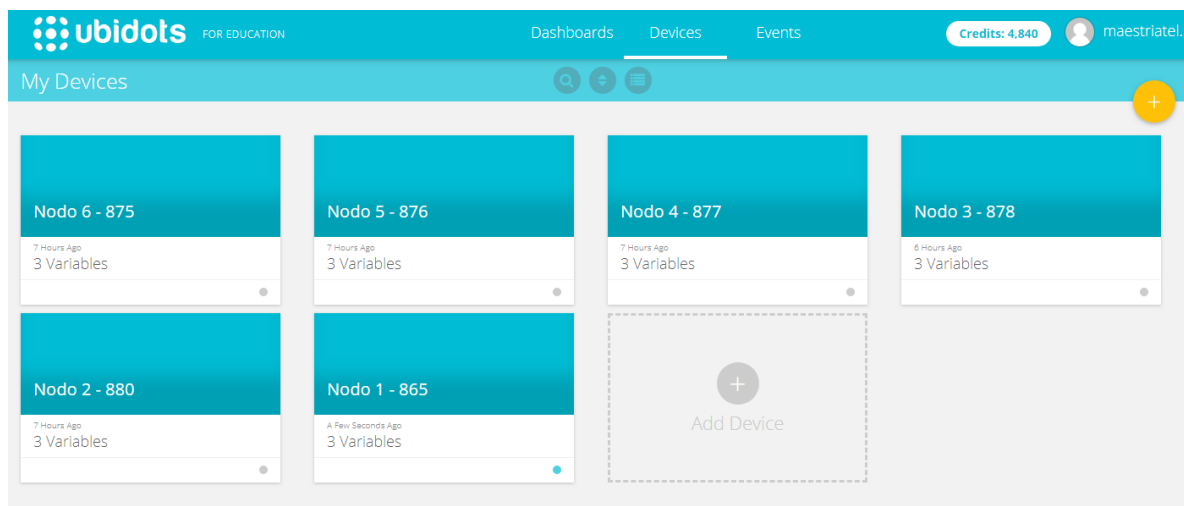 ubidots FOR EDUCATION Dashboards Devices Events Credits: 4,840 maestriatel.
My Devices
Nodo 6 - 875
7 Hours Ago
3 Variables
Nodo 5 - 876
7 Hours Ago
3 Variables
Nodo 4 - 877
7 Hours Ago
3 Variables
Nodo 3 - 878
6 Hours Ago
3 Variables
Nodo 2 - 880
7 Hours Ago
3 Variables
Nodo 1 - 865
A Few Seconds Ago
3 Variables
Add Device